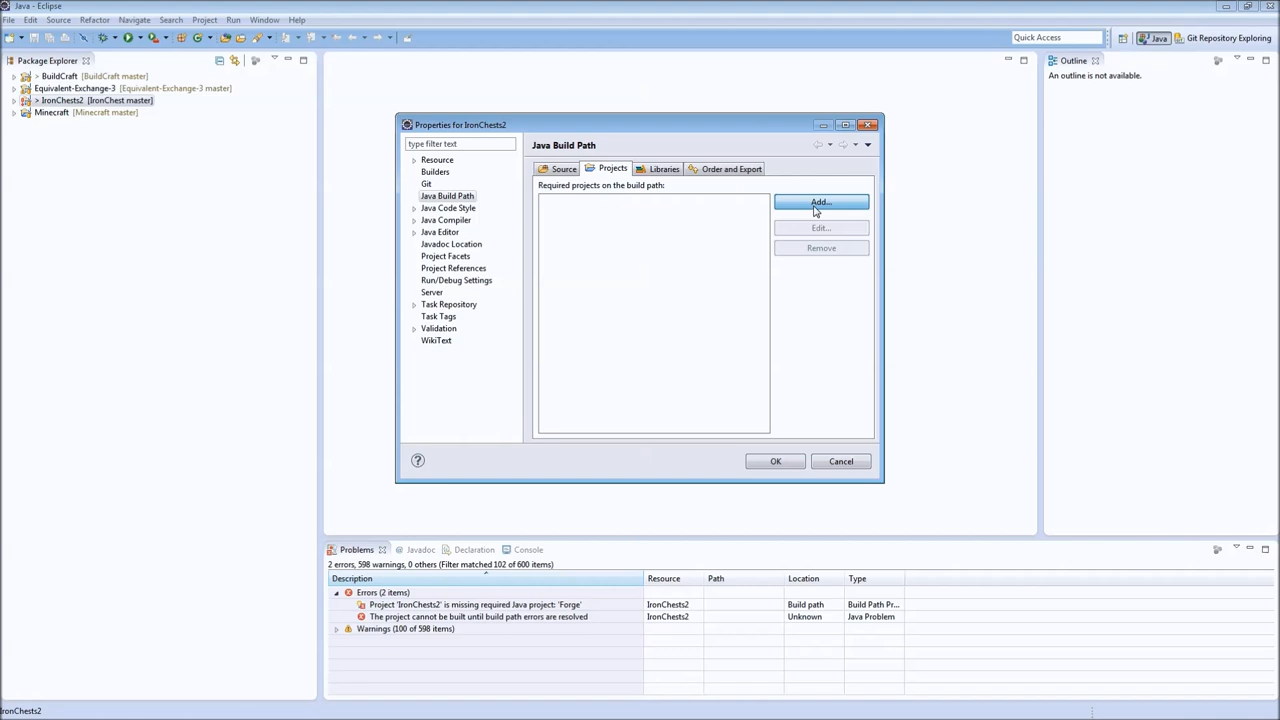 Java - Eclipse
File Edit Source Refactor Navigate Search Project Run Window Help
Quick Access
Java
Git Repository Exploring
Package Explorer
> BuildCraft [BuildCraft master]
Equivalent-Exchange-3 [Equivalent-Exchange-3 master]
> IronChests2 [IronChest master]
Minecraft [Minecraft master]
Outline
An outline is not available.
Properties for IronChests2
type filter text
Resource
Builders
Git
Java Build Path
Java Code Style
Java Compiler
Java Editor
Javadoc Location
Project Facets
Project References
Run/Debug Settings
Server
Task Repository
Task Tags
Validation
WikiText
Java Build Path
Source Projects Libraries Order and Export
Required projects on the build path:
Add...
Edit...
Remove
? OK Cancel
Problems Javadoc Declaration Console
2 errors, 598 warnings, 0 others (Filter matched 102 of 600 items)
Description Resource Path Location Type
Errors (2 items)
Project 'IronChests2' is missing required Java project: 'Forge' IronChests2 Build path Build Path Pr...
The project cannot be built until build path errors are resolved IronChests2 Unknown Java Problem
Warnings (100 of 598 items)
IronChests2